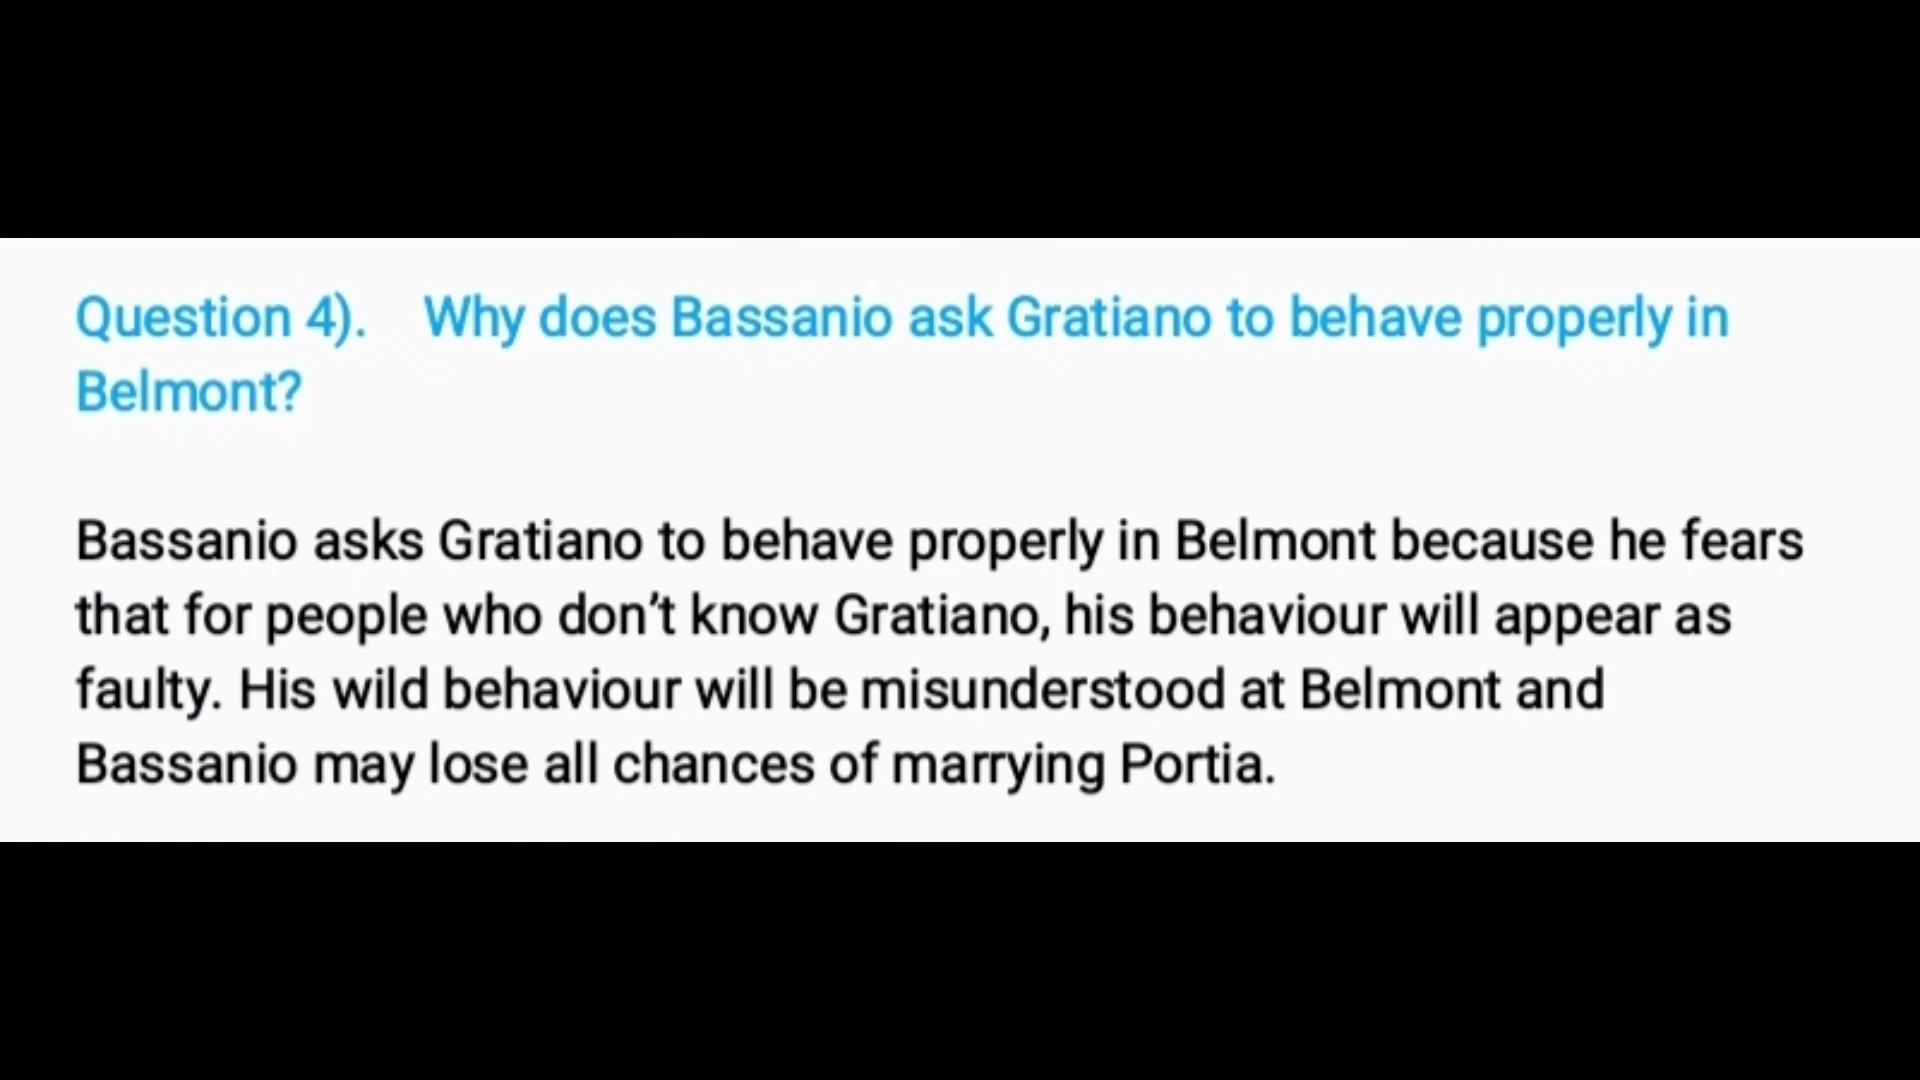 Question 4).    Why does Bassanio ask Gratiano to behave properly in
Belmont?
Bassanio asks Gratiano to behave properly in Belmont because he fears
that for people who don’t know Gratiano, his behaviour will appear as
faulty. His wild behaviour will be misunderstood at Belmont and
Bassanio may lose all chances of marrying Portia.